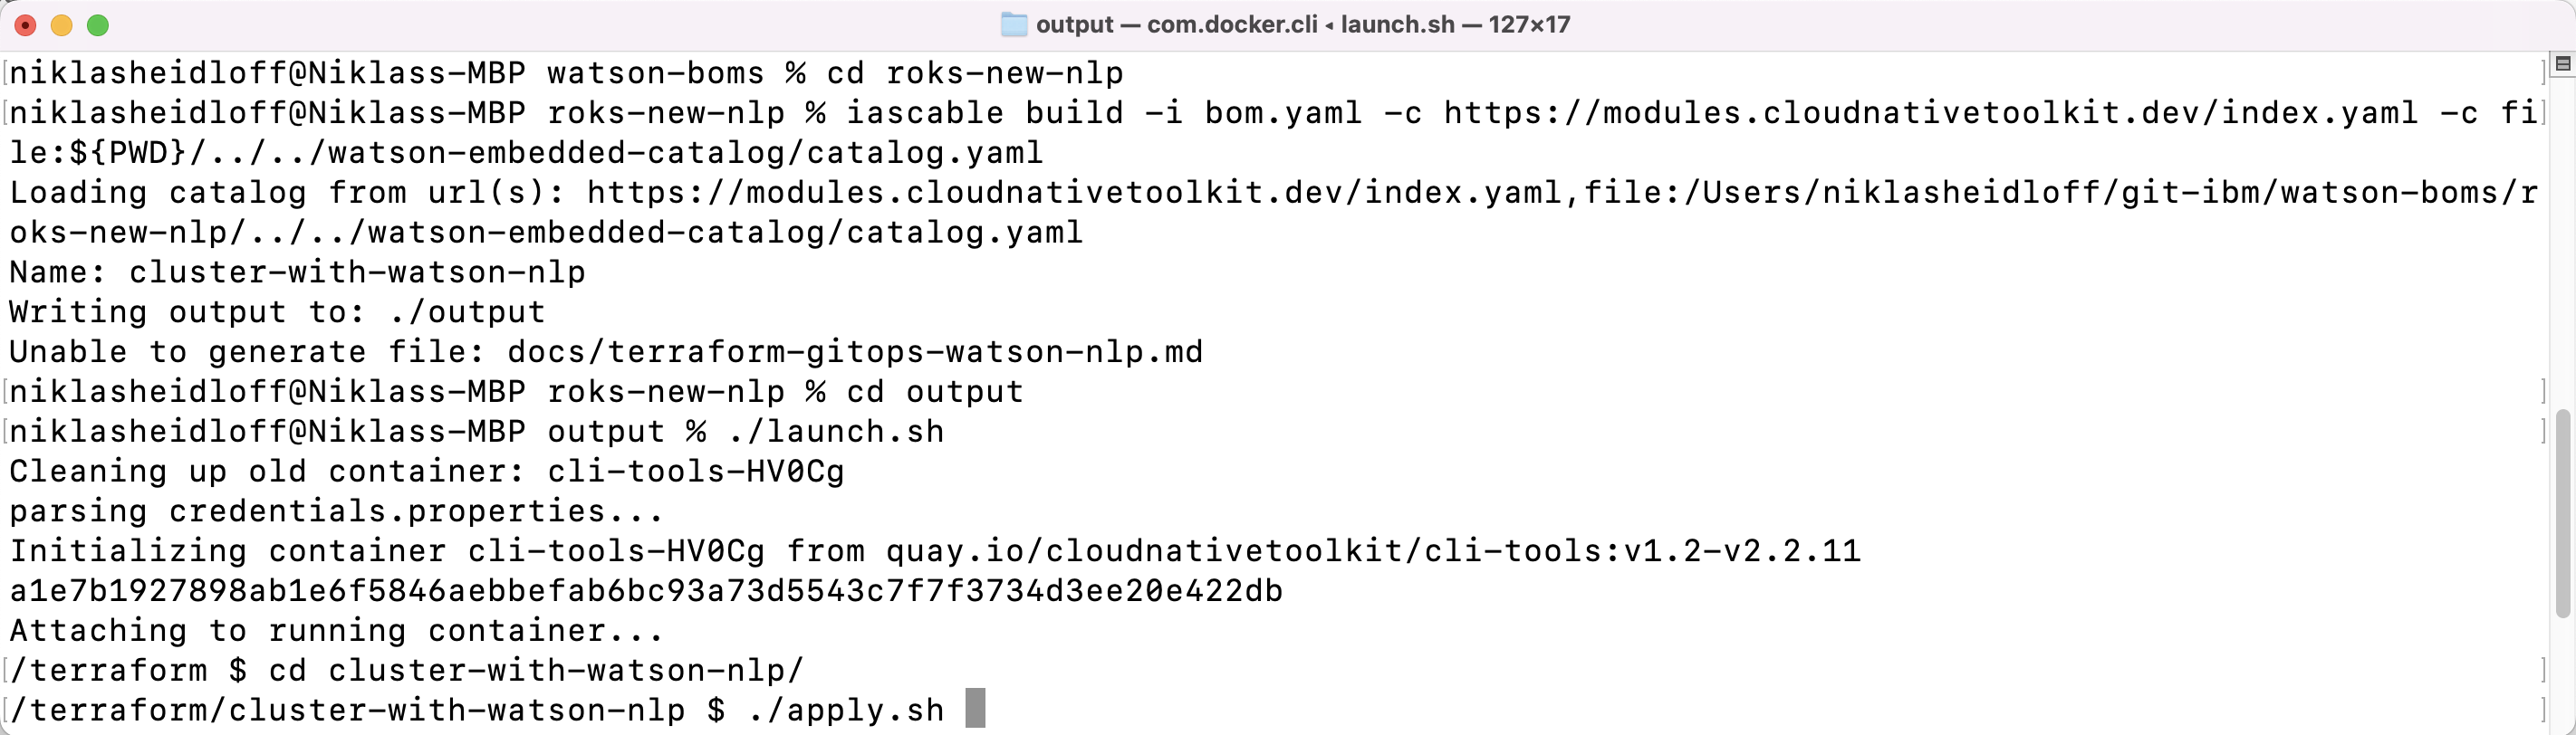 output — com.docker.cli ◂ launch.sh — 127×17
[niklasheidloff@Niklass-MBP watson-boms % cd roks-new-nlp ]
[niklasheidloff@Niklass-MBP roks-new-nlp % iascable build -i bom.yaml -c https://modules.cloudnativetoolkit.dev/index.yaml -c fi]
le:${PWD}/../../watson-embedded-catalog/catalog.yaml
Loading catalog from url(s): https://modules.cloudnativetoolkit.dev/index.yaml,file:/Users/niklasheidloff/git-ibm/watson-boms/r
oks-new-nlp/../../watson-embedded-catalog/catalog.yaml
Name: cluster-with-watson-nlp
Writing output to: ./output
Unable to generate file: docs/terraform-gitops-watson-nlp.md
[niklasheidloff@Niklass-MBP roks-new-nlp % cd output ]
[niklasheidloff@Niklass-MBP output % ./launch.sh ]
Cleaning up old container: cli-tools-HV0Cg
parsing credentials.properties...
Initializing container cli-tools-HV0Cg from quay.io/cloudnativetoolkit/cli-tools:v1.2-v2.2.11
a1e7b1927898ab1e6f5846aebbefab6bc93a73d5543c7f7f3734d3ee20e422db
Attaching to running container...
[/terraform $ cd cluster-with-watson-nlp/ ]
[/terraform/cluster-with-watson-nlp $ ./apply.sh ]